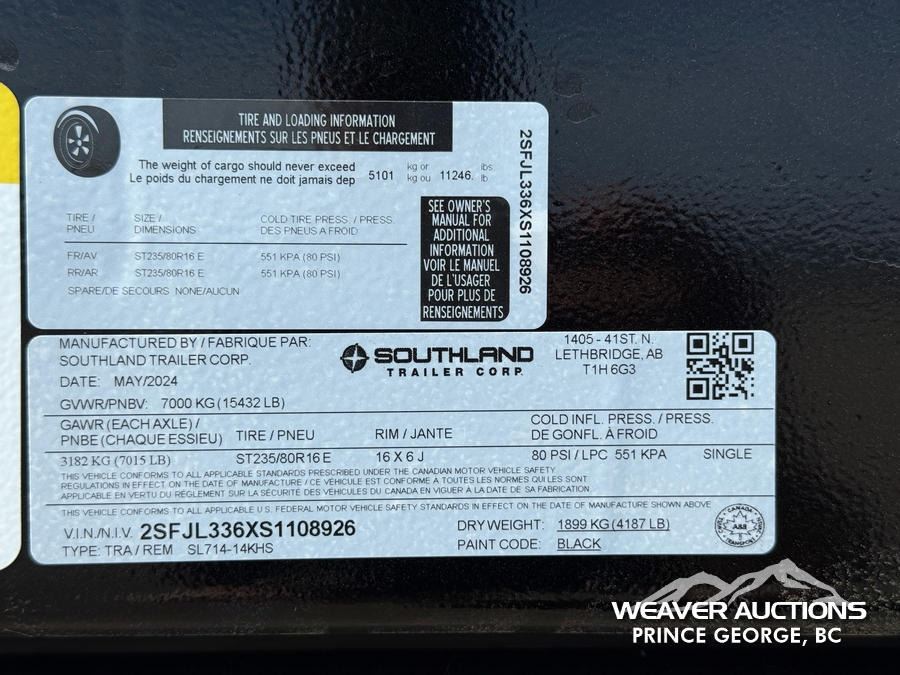 TIRE AND LOADING INFORMATION
RENSEIGNEMENTS SUR LES PNEUS ET LE CHARGEMENT
The weight of cargo should never exceed
Le poids du chargement ne doit jamais dep 5101 kg or kg ou 11246. lbs. lb.
TIRE / PNEU
SIZE / DIMENSIONS
COLD TIRE PRESS. / PRESS. DES PNEUS A FROID
FR/AV ST235/80R16 E 551 KPA (80 PSI)
RR/AR ST235/80R16 E 551 KPA (80 PSI)
SPARE/DE SECOURS NONE/AUCUN
SEE OWNER'S
MANUAL FOR
ADDITIONAL
INFORMATION
VOIR LE MANUEL
DE L'USAGER
POUR PLUS DE
RENSEIGNEMENTS
2SFJL336XS1108926
MANUFACTURED BY / FABRIQUE PAR:
SOUTHLAND TRAILER CORP.
DATE: MAY/2024
SOUTHLAND
TRAILER CORP.
1405 - 41ST. N.
LETHBRIDGE, AB
T1H 6G3
GVWR/PNBV: 7000 KG (15432 LB)
GAWR (EACH AXLE) /
PNBE (CHAQUE ESSIEU)
TIRE / PNEU
RIM / JANTE
COLD INFL. PRESS. / PRESS.
DE GONFL. À FROID
3182 KG (7015 LB) ST235/80R16 E 16 X 6 J 80 PSI / LPC 551 KPA SINGLE
THIS VEHICLE CONFORMS TO ALL APPLICABLE STANDARDS PRESCRIBED UNDER THE CANADIAN MOTOR VEHICLE SAFETY
REGULATIONS IN EFFECT ON THE DATE OF MANUFACTURE / CE VÉHICULE EST CONFORME À TOUTES LES NORMES QUI LES SONT
APPLICABLE EN VERTU DU RÈGLEMENT SUR LA SÉCURITÉ DES VÉHICULES DU CANADA EN VIGUER À LA DATE DE SA FABRICATION.
THIS VEHICLE CONFORMS TO ALL APPLICABLE U.S. FEDERAL MOTOR VEHICLE SAFETY STANDARDS IN EFFECT ON THE DATE OF MANUFACTURE SHOWN ABOVE
V.I.N./N.I.V. 2SFJL336XS1108926
TYPE: TRA / REM SL714-14KHS
DRY WEIGHT: 1899 KG (4187 LB)
PAINT CODE: BLACK
CANADA
TRANSPORT
WEAVER AUCTIONS
PRINCE GEORGE, BC